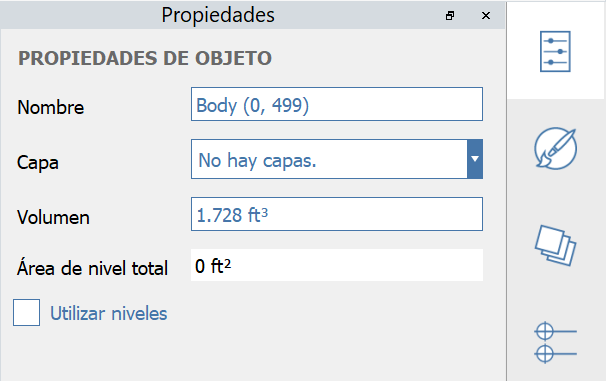 Propiedades
PROPIEDADES DE OBJETO
Nombre Body (0, 499)
Capa No hay capas.
Volumen 1.728 ft³
Área de nivel total 0 ft²
Utilizar niveles